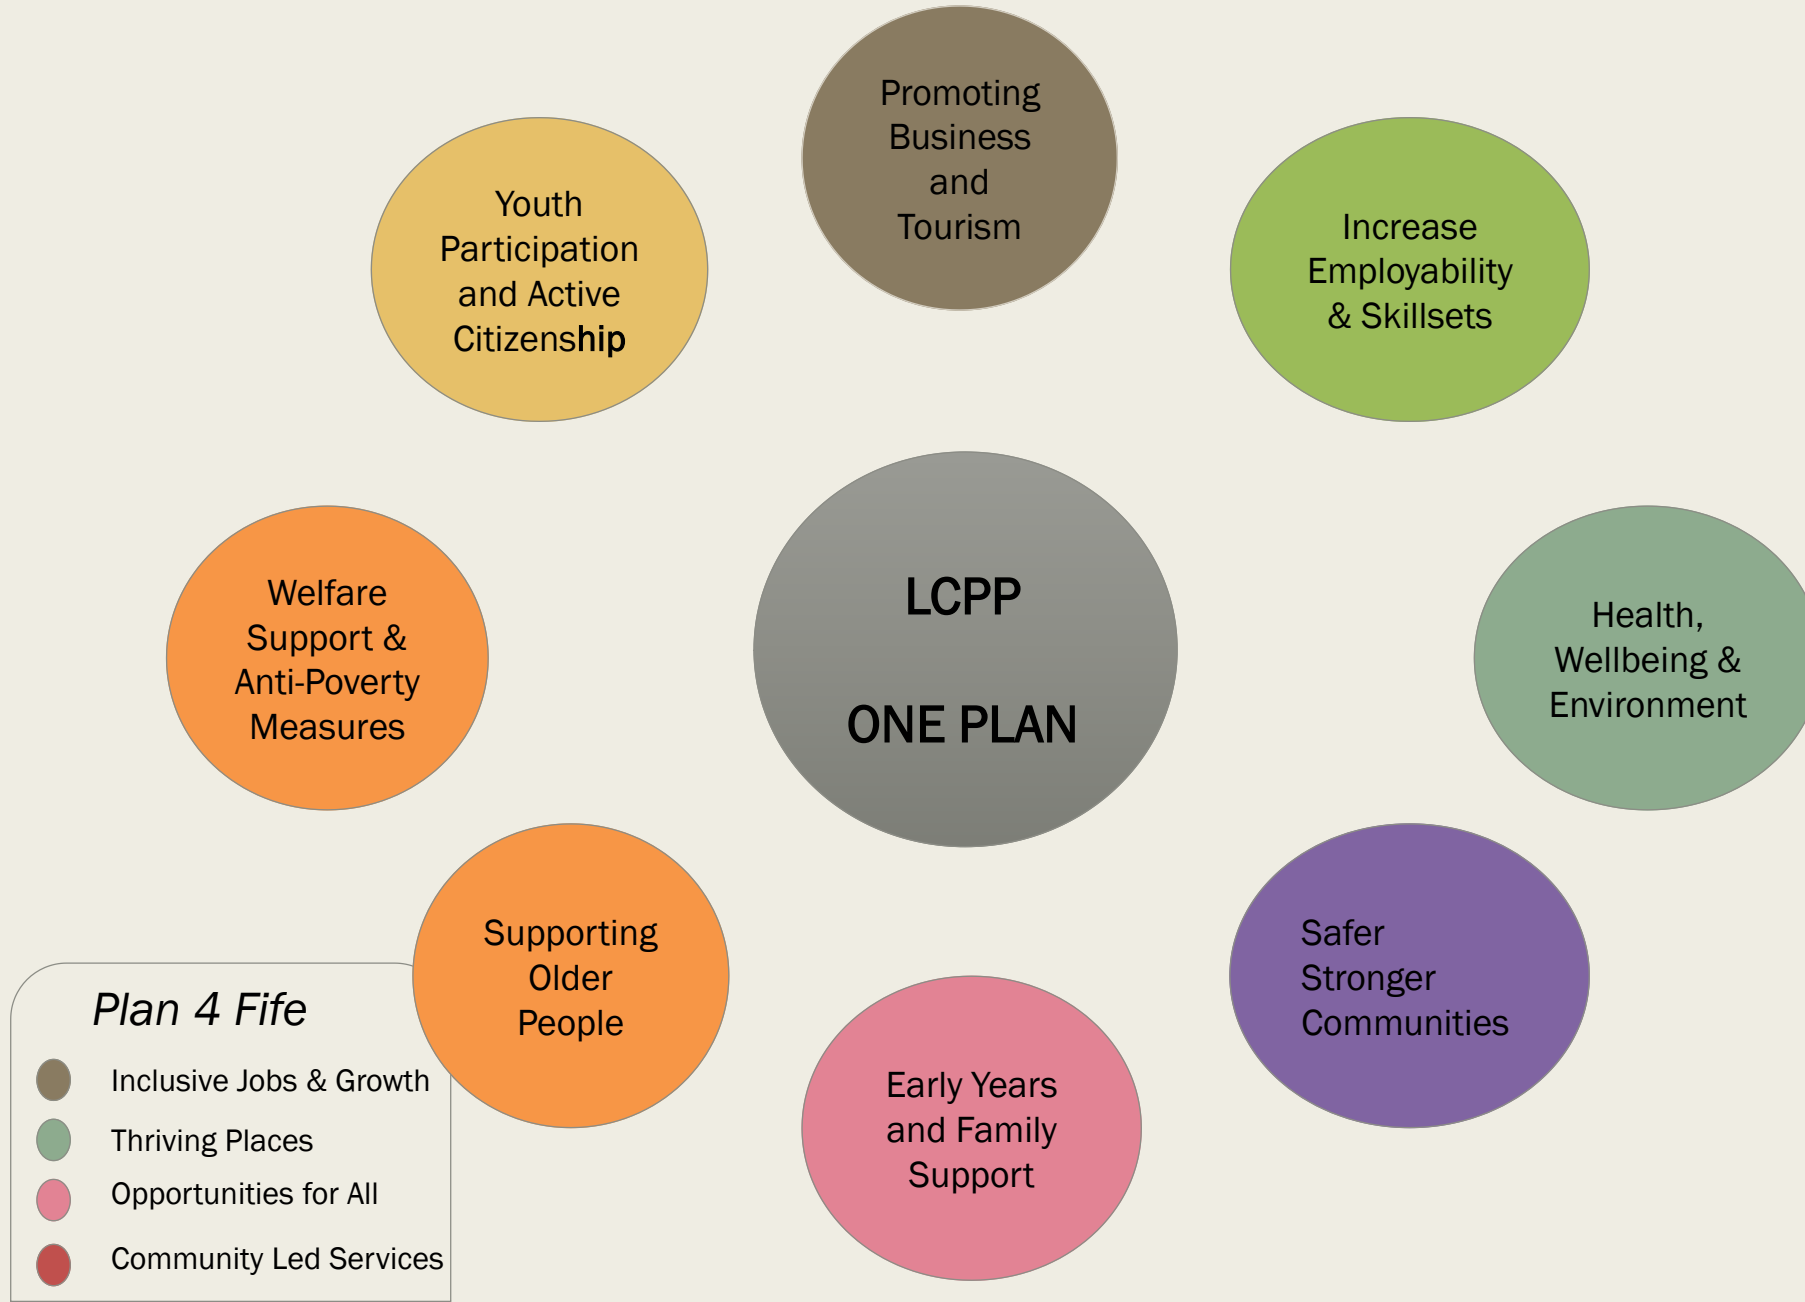 Promoting
Business
and
Tourism
Youth
Participation
and Active
Citizenship
Increase
Employability
& Skillsets
Welfare
Support &
Anti-Poverty
Measures
LCPP
ONE PLAN
Health,
Wellbeing &
Environment
Supporting
Older
People
Safer
Stronger
Communities
Early Years
and Family
Support
Plan 4 Fife
Inclusive Jobs & Growth
Thriving Places
Opportunities for All
Community Led Services